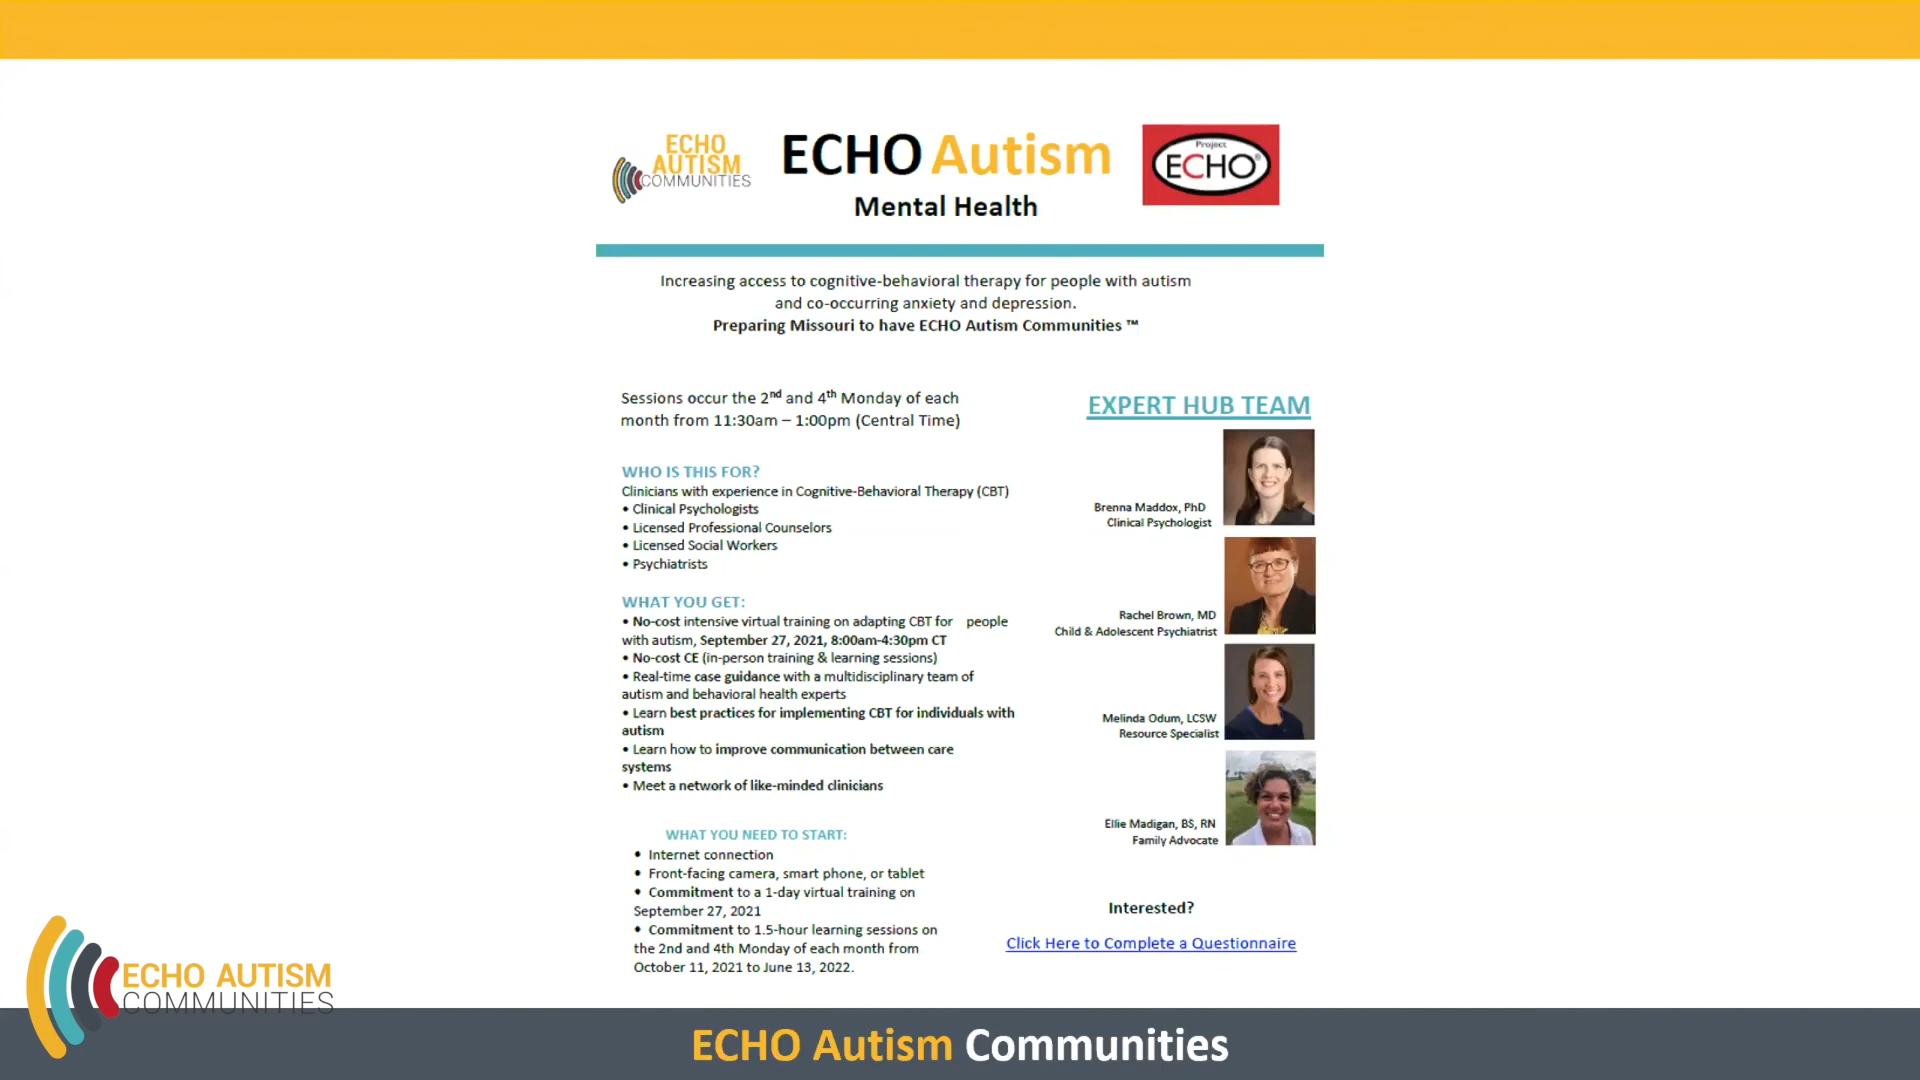 ECHO
AUTISM
COMMUNITIES
ECHO Autism
Mental Health
Project
ECHO®
Increasing access to cognitive-behavioral therapy for people with autism
and co-occurring anxiety and depression.
Preparing Missouri to have ECHO Autism Communities ™
Sessions occur the 2nd and 4th Monday of each
month from 11:30am – 1:00pm (Central Time)
WHO IS THIS FOR?
Clinicians with experience in Cognitive-Behavioral Therapy (CBT)
• Clinical Psychologists
• Licensed Professional Counselors
• Licensed Social Workers
• Psychiatrists
WHAT YOU GET:
• No-cost intensive virtual training on adapting CBT for people
with autism, September 27, 2021, 8:00am-4:30pm CT
• No-cost CE (in-person training & learning sessions)
• Real-time case guidance with a multidisciplinary team of
autism and behavioral health experts
• Learn best practices for implementing CBT for individuals with
autism
• Learn how to improve communication between care
systems
• Meet a network of like-minded clinicians
WHAT YOU NEED TO START:
• Internet connection
• Front-facing camera, smart phone, or tablet
• Commitment to a 1-day virtual training on
September 27, 2021
• Commitment to 1.5-hour learning sessions on
the 2nd and 4th Monday of each month from
October 11, 2021 to June 13, 2022.
EXPERT HUB TEAM
Brenna Maddox, PhD
Clinical Psychologist
Rachel Brown, MD
Child & Adolescent Psychiatrist
Melinda Odum, LCSW
Resource Specialist
Ellie Madigan, BS, RN
Family Advocate
Interested?
Click Here to Complete a Questionnaire
ECHO AUTISM
COMMUNITIES
ECHO Autism Communities